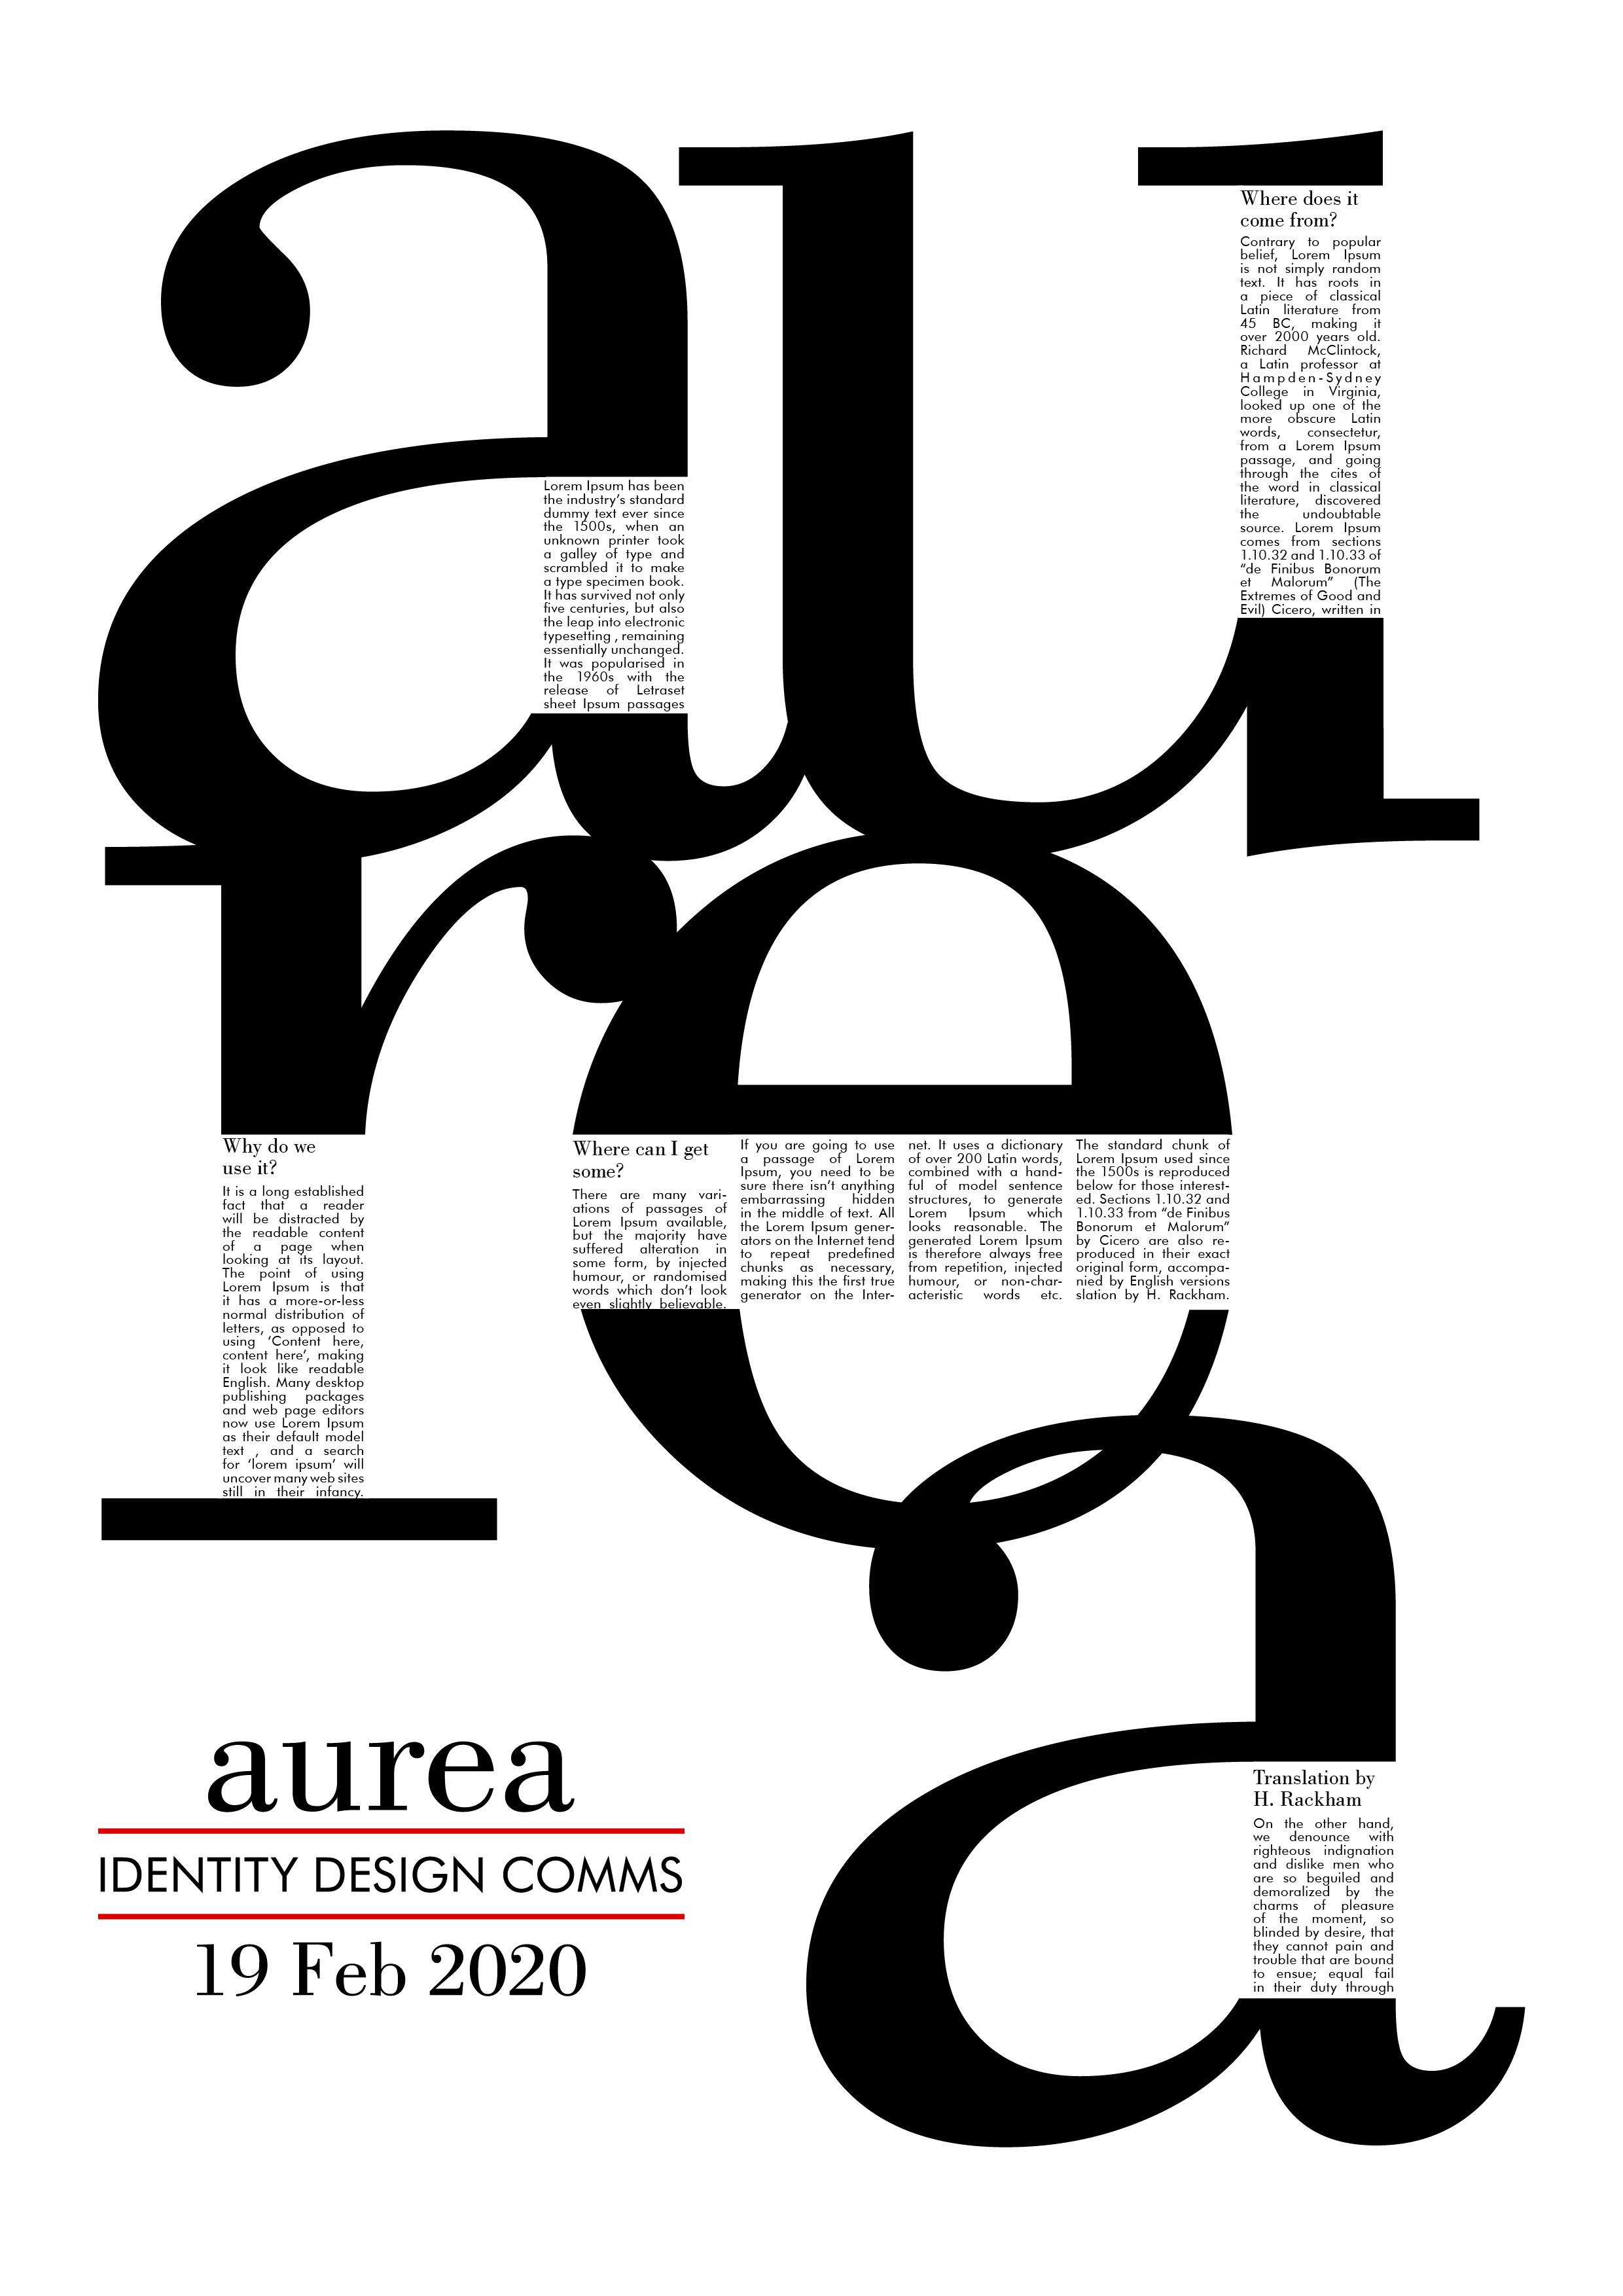 au
Where does it
come from?
Contrary to popular
belief, Lorem Ipsum
is not simply random
text. It has roots in
a piece of classical
Latin literature from
45 BC, making it
over 2000 years old.
Richard McClintock,
a Latin professor at
Hampden-Sydney
College in Virginia,
looked up one of the
more obscure Latin
words, consectetur,
from a Lorem Ipsum
passage, and going
through the cites of
the word in classical
literature, discovered
the undoubtable
source. Lorem Ipsum
comes from sections
1.10.32 and 1.10.33 of
“de Finibus Bonorum
et Malorum” (The
Extremes of Good and
Evil) Cicero, written in
Lorem Ipsum has been
the industry’s standard
dummy text ever since
the 1500s, when an
unknown printer took
a galley of type and
scrambled it to make
a type specimen book.
It has survived not only
five centuries, but also
the leap into electronic
typesetting , remaining
essentially unchanged.
It was popularised in
the 1960s with the
release of Letraset
sheet Ipsum passages
re
Why do we
use it?
It is a long established
fact that a reader
will be distracted by
the readable content
of a page when
looking at its layout.
The point of using
Lorem Ipsum is that
it has a more-or-less
normal distribution of
letters, as opposed to
using ‘Content here,
content here’, making
it look like readable
English. Many desktop
publishing packages
and web page editors
now use Lorem Ipsum
as their default model
text , and a search
for ‘lorem ipsum’ will
uncover many web sites
still in their infancy.
Where can I get
some?
There are many vari-
ations of passages of
Lorem Ipsum available,
but the majority have
suffered alteration in
some form, by injected
humour, or randomised
words which don’t look
even slightly believable.
If you are going to use
a passage of Lorem
Ipsum, you need to be
sure there isn’t anything
embarrassing hidden
in the middle of text. All
the Lorem Ipsum gener-
ators on the Internet tend
to repeat predefined
chunks as necessary,
making this the first true
generator on the Inter-
net. It uses a dictionary
of over 200 Latin words,
combined with a hand-
ful of model sentence
structures, to generate
Lorem Ipsum which
looks reasonable. The
generated Lorem Ipsum
is therefore always free
from repetition, injected
humour, or non-char-
acteristic words etc.
The standard chunk of
Lorem Ipsum used since
the 1500s is reproduced
below for those interest-
ed. Sections 1.10.32 and
1.10.33 from “de Finibus
Bonorum et Malorum”
by Cicero are also re-
produced in their exact
original form, accompa-
nied by English versions
slation by H. Rackham.
a
Translation by
H. Rackham
On the other hand,
we denounce with
righteous indignation
and dislike men who
are so beguiled and
demoralized by the
charms of pleasure
of the moment, so
blinded by desire, that
they cannot pain and
trouble that are bound
to ensue; equal fail
in their duty through
aurea
IDENTITY DESIGN COMMS
19 Feb 2020